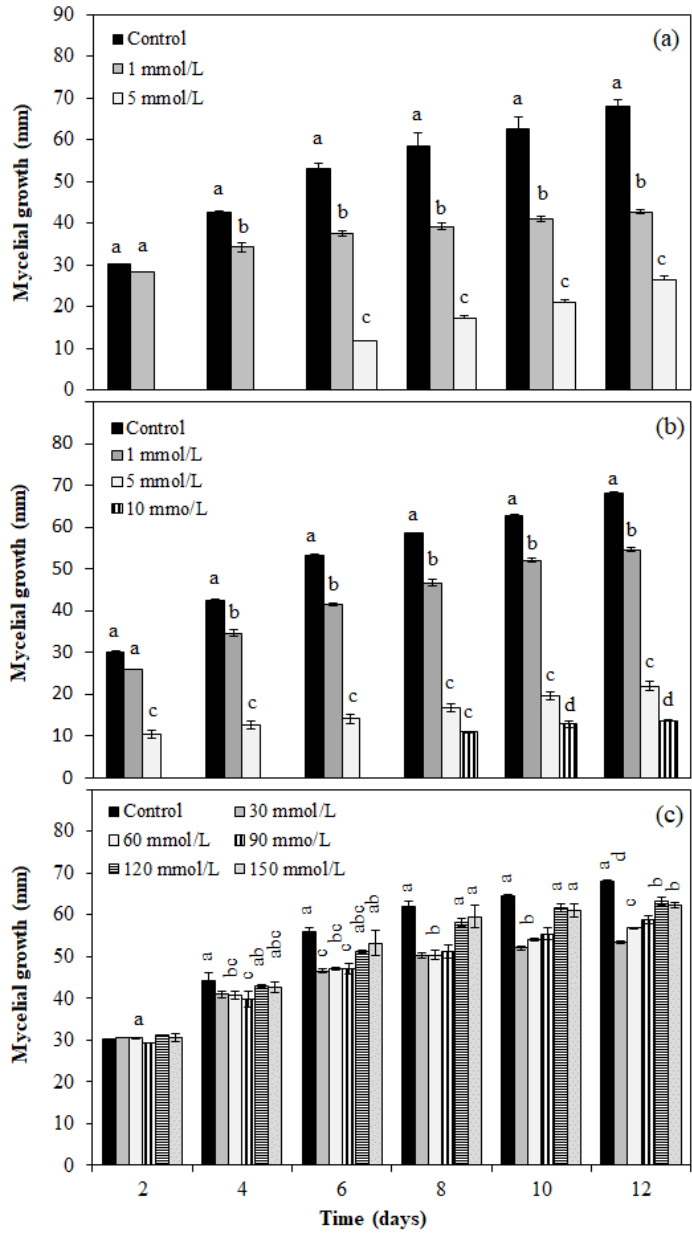 90
(a)
Control
80
1 mmol/L
5 mmol/L
70
60
50
40
30
20
10
0
Mycelial growth (mm)
a a
a b
a b c
a b c
a b c
a b c
(b)
Control
80
1 mmol/L
5 mmol/L
70
10 mmo/L
60
50
40
30
20
10
0
Mycelial growth (mm)
a a c
a b c
a b c
a b c c
a b c d
a b c d
(c)
Control 30 mmol/L
80
60 mmol/L 90 mmo/L
120 mmol/L 150 mmol/L
70
60
50
40
30
20
10
0
Mycelial growth (mm)
a
a bc c ab abc
a c bc c abc ab
a b a a
a b a a
a d c b b
2 4 6 8 10 12
Time (days)